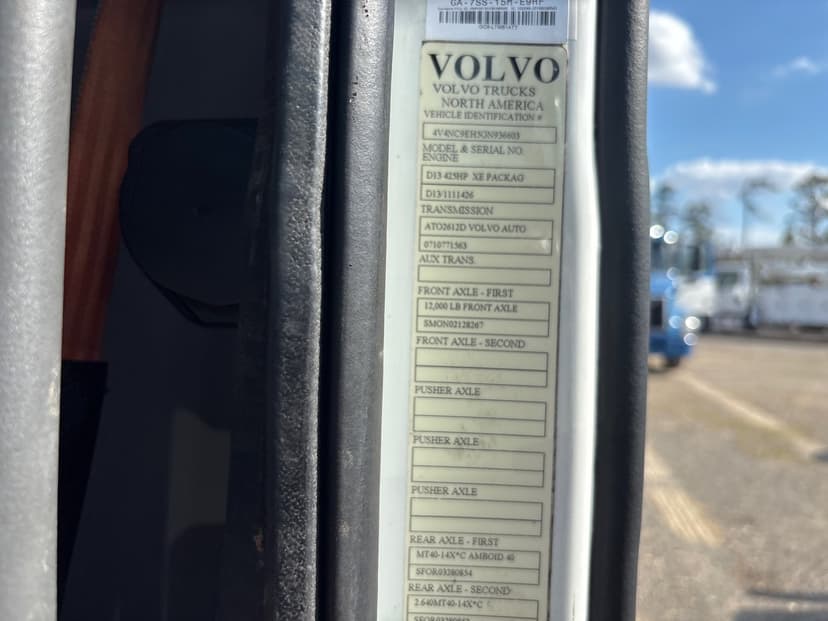 GA-7SS-15H-E9HF
VOLVO
VOLVO TRUCKS
NORTH AMERICA
VEHICLE IDENTIFICATION #
4V4NC9EH5GN936603
MODEL & SERIAL NO.
ENGINE
D13 425HP XE PACKAG
D13/1111426
TRANSMISSION
ATO2612D VOLVO AUTO
0710771563
AUX TRANS.
FRONT AXLE - FIRST
12,000 LB FRONT AXLE
SMON02128267
FRONT AXLE - SECOND
PUSHER AXLE
PUSHER AXLE
PUSHER AXLE
REAR AXLE - FIRST
MT40-14X*C AMBOID 40
SFOR03280854
REAR AXLE - SECOND
2.640MT40-14X*C